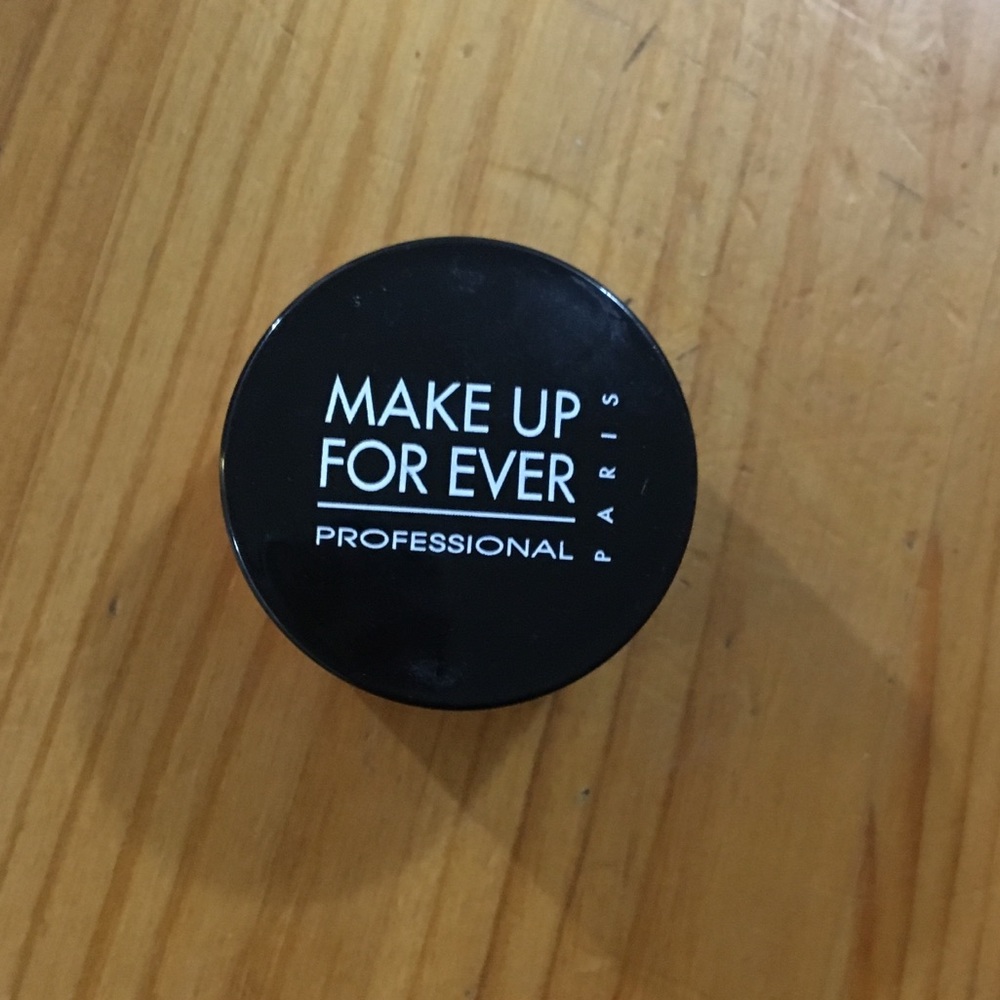 MAKE UP
FOR EVER
PROFESSIONAL
PARIS